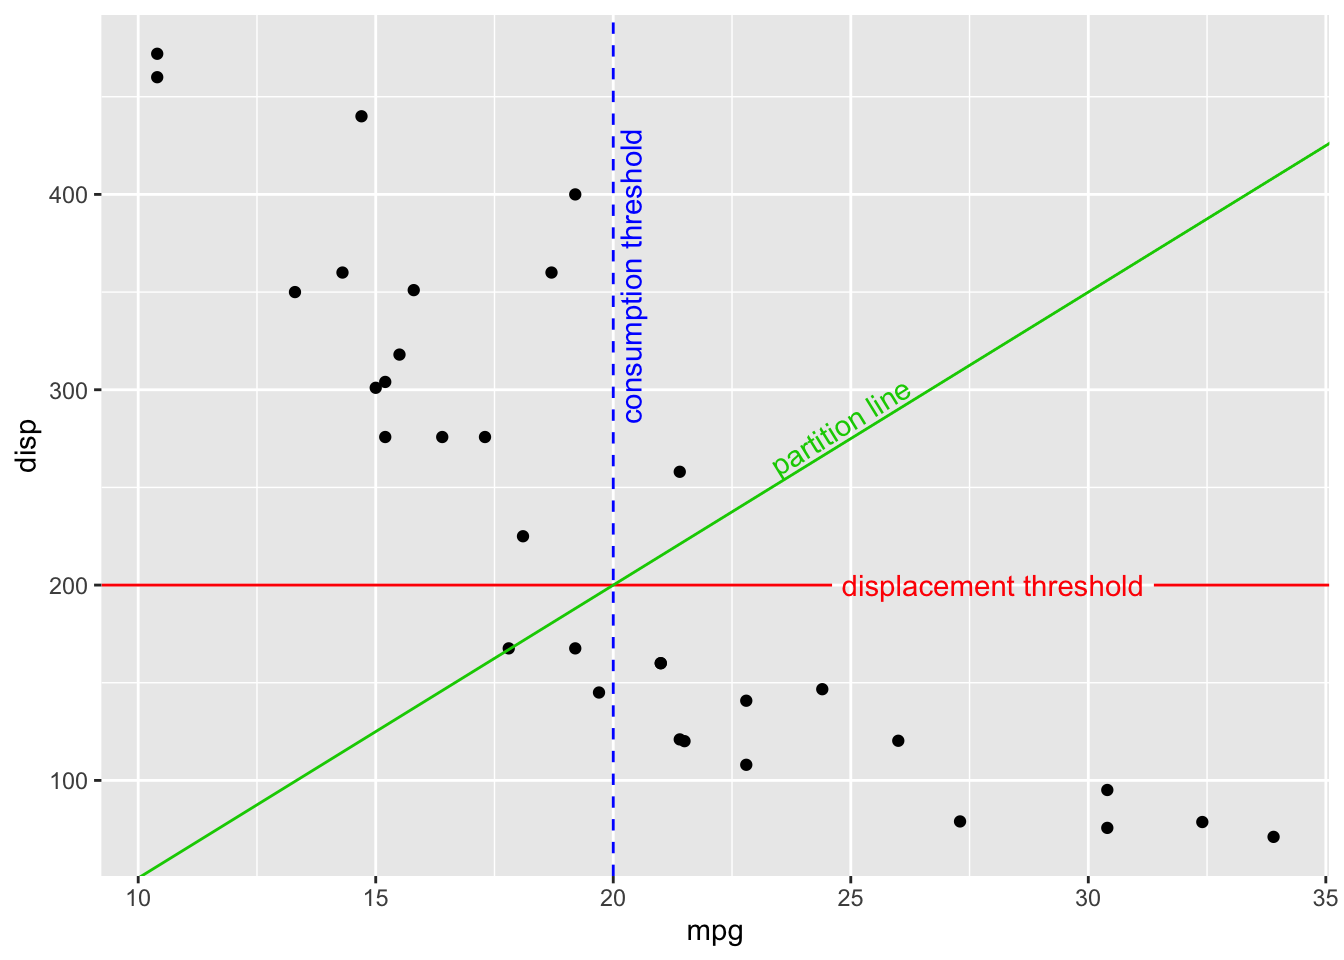 400
300
200
100
disp
consumption threshold
partition line
displacement threshold
10
15
20
25
30
35
mpg